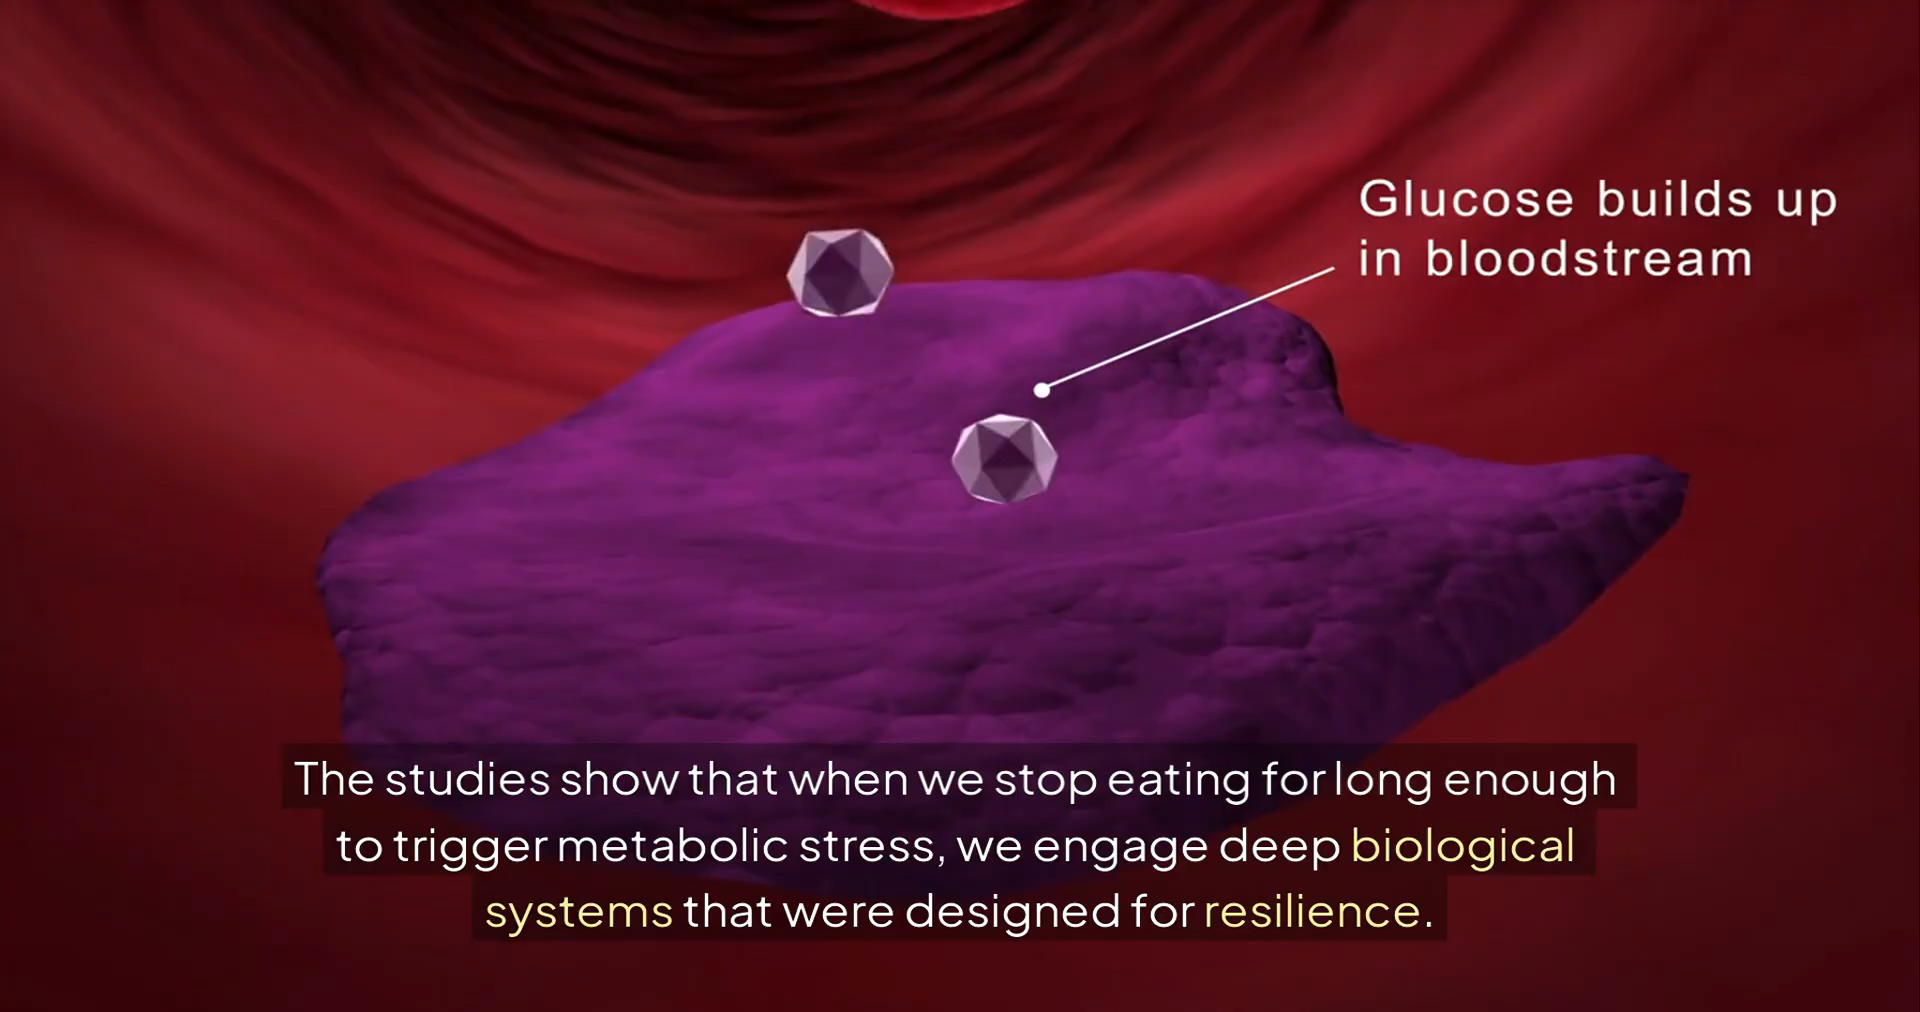 Glucose builds up
in bloodstream
The studies show that when we stop eating for long enough
to trigger metabolic stress, we engage deep biological
systems that were designed for resilience.